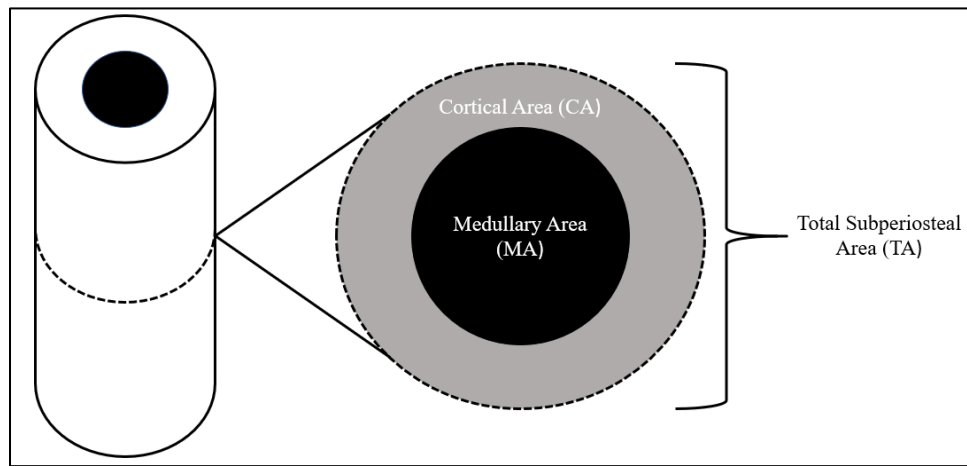 Cortical Area (CA)
Medullary Area
(MA)
Total Subperiosteal
Area (TA)